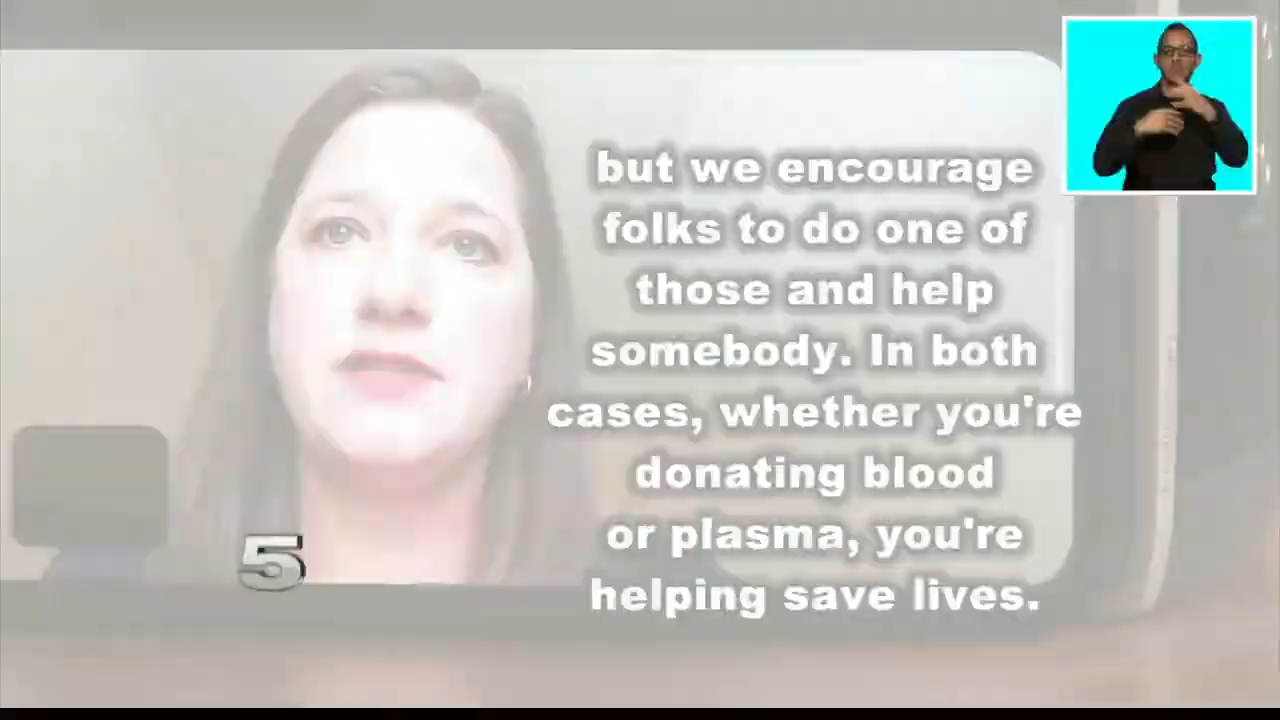 but we encourage
folks to do one of
those and help
somebody. In both
cases, whether you're
donating blood
or plasma, you're
helping save lives.
5